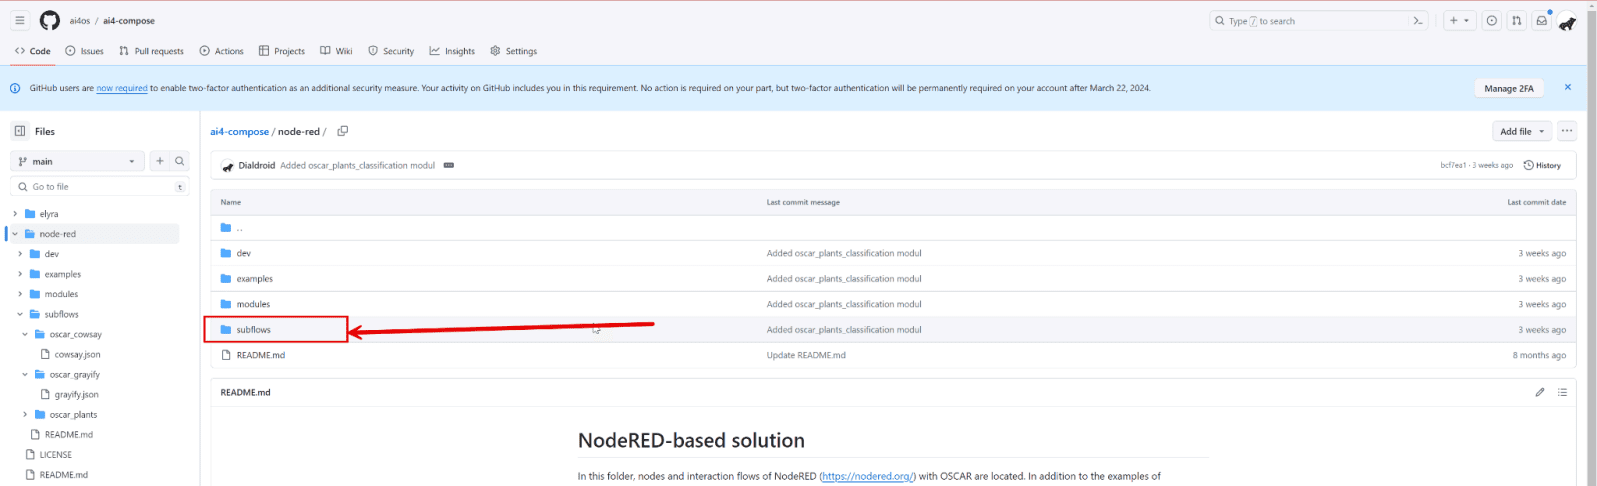 ai4os / ai4-compose
Type / to search
Code Issues Pull requests Actions Projects Wiki Security Insights Settings
GitHub users are now required to enable two-factor authentication as an additional security measure. Your activity on GitHub includes you in this requirement. No action is required on your part, but two-factor authentication will be permanently required on your account after March 22, 2024.
Manage 2FA
Files
main
Go to file t
elyra
node-red
dev
examples
modules
subflows
oscar_cowsay
cowsay.json
oscar_grayify
grayify.json
oscar_plants
README.md
LICENSE
README.md
ai4-compose / node-red /
Add file
Dialdroid Added oscar_plants_classification modul
bcf7ea1 · 3 weeks ago History
Name Last commit message Last commit date
..
dev Added oscar_plants_classification modul 3 weeks ago
examples Added oscar_plants_classification modul 3 weeks ago
modules Added oscar_plants_classification modul 3 weeks ago
subflows Added oscar_plants_classification modul 3 weeks ago
README.md Update README.md 8 months ago
README.md
NodeRED-based solution
In this folder, nodes and interaction flows of NodeRED (https://nodered.org/) with OSCAR are located. In addition to the examples of